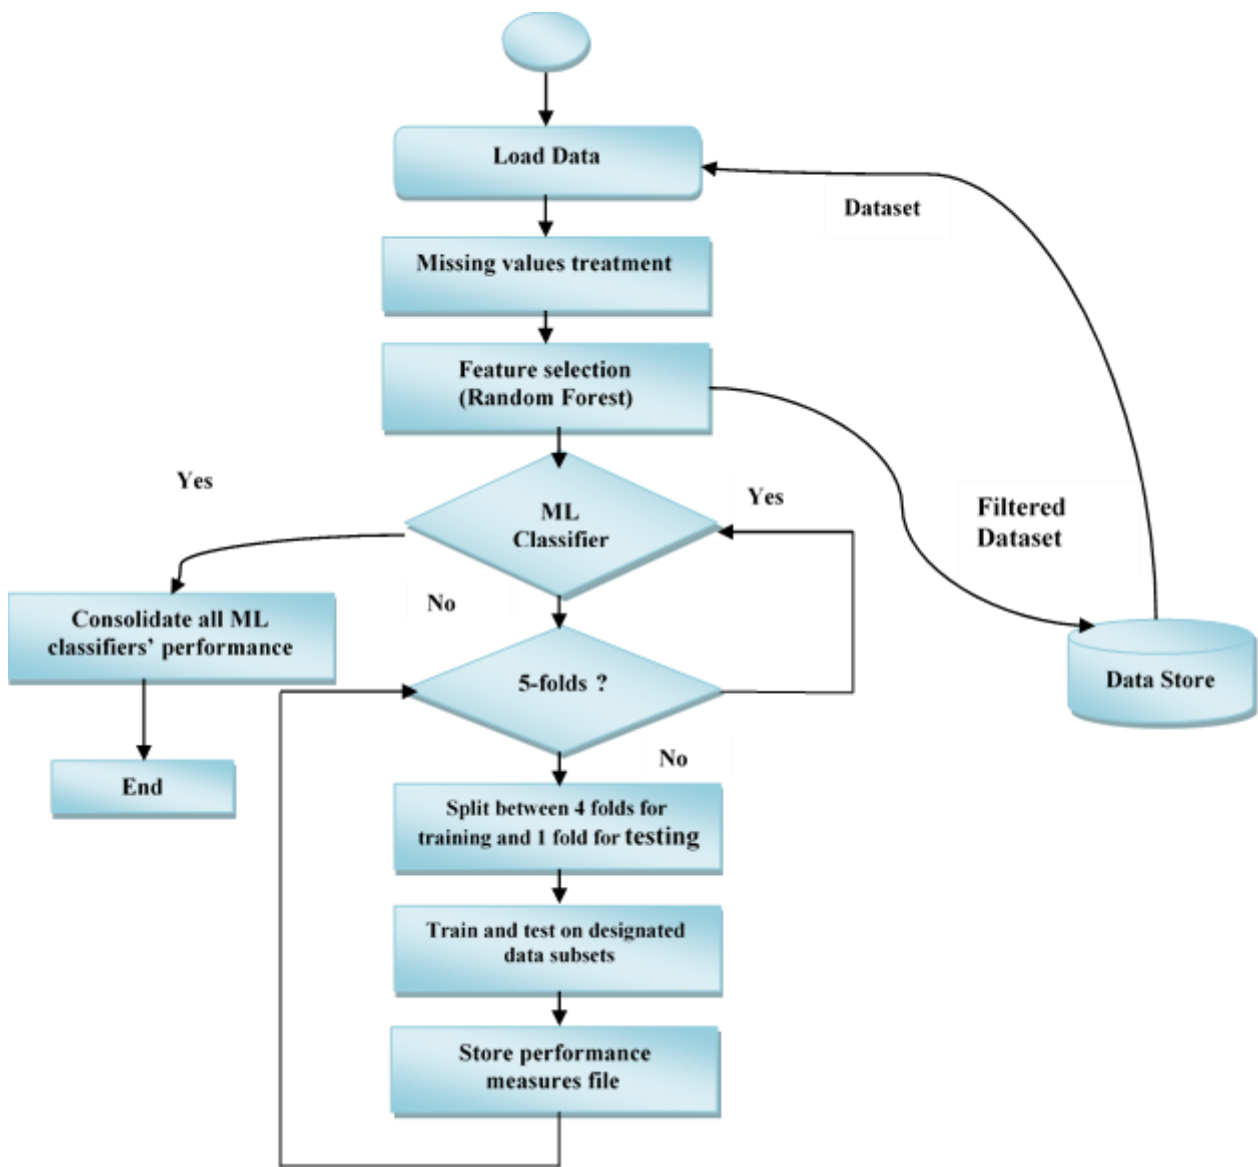 Load Data
Dataset
Missing values treatment
Feature selection
(Random Forest)
Yes
Yes
Filtered
Dataset
ML
Classifier
No
Consolidate all ML
classifiers’ performance
5-folds ?
Data Store
No
End
Split between 4 folds for
training and 1 fold for testing
Train and test on designated
data subsets
Store performance
measures file